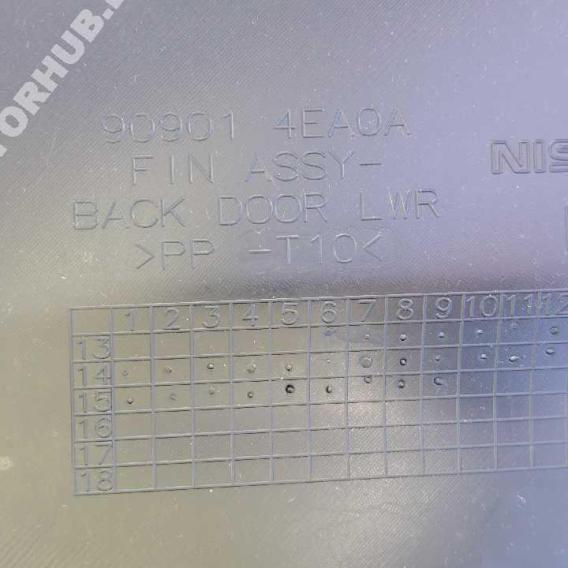 TORHUB.
90901 4EA0A
NIS
FIN ASSY-
BACK DOOR LWR
>PP -T10<
1 2 3 4 5 6 7 8 9 10 11 12
13
14
15
16
17
18